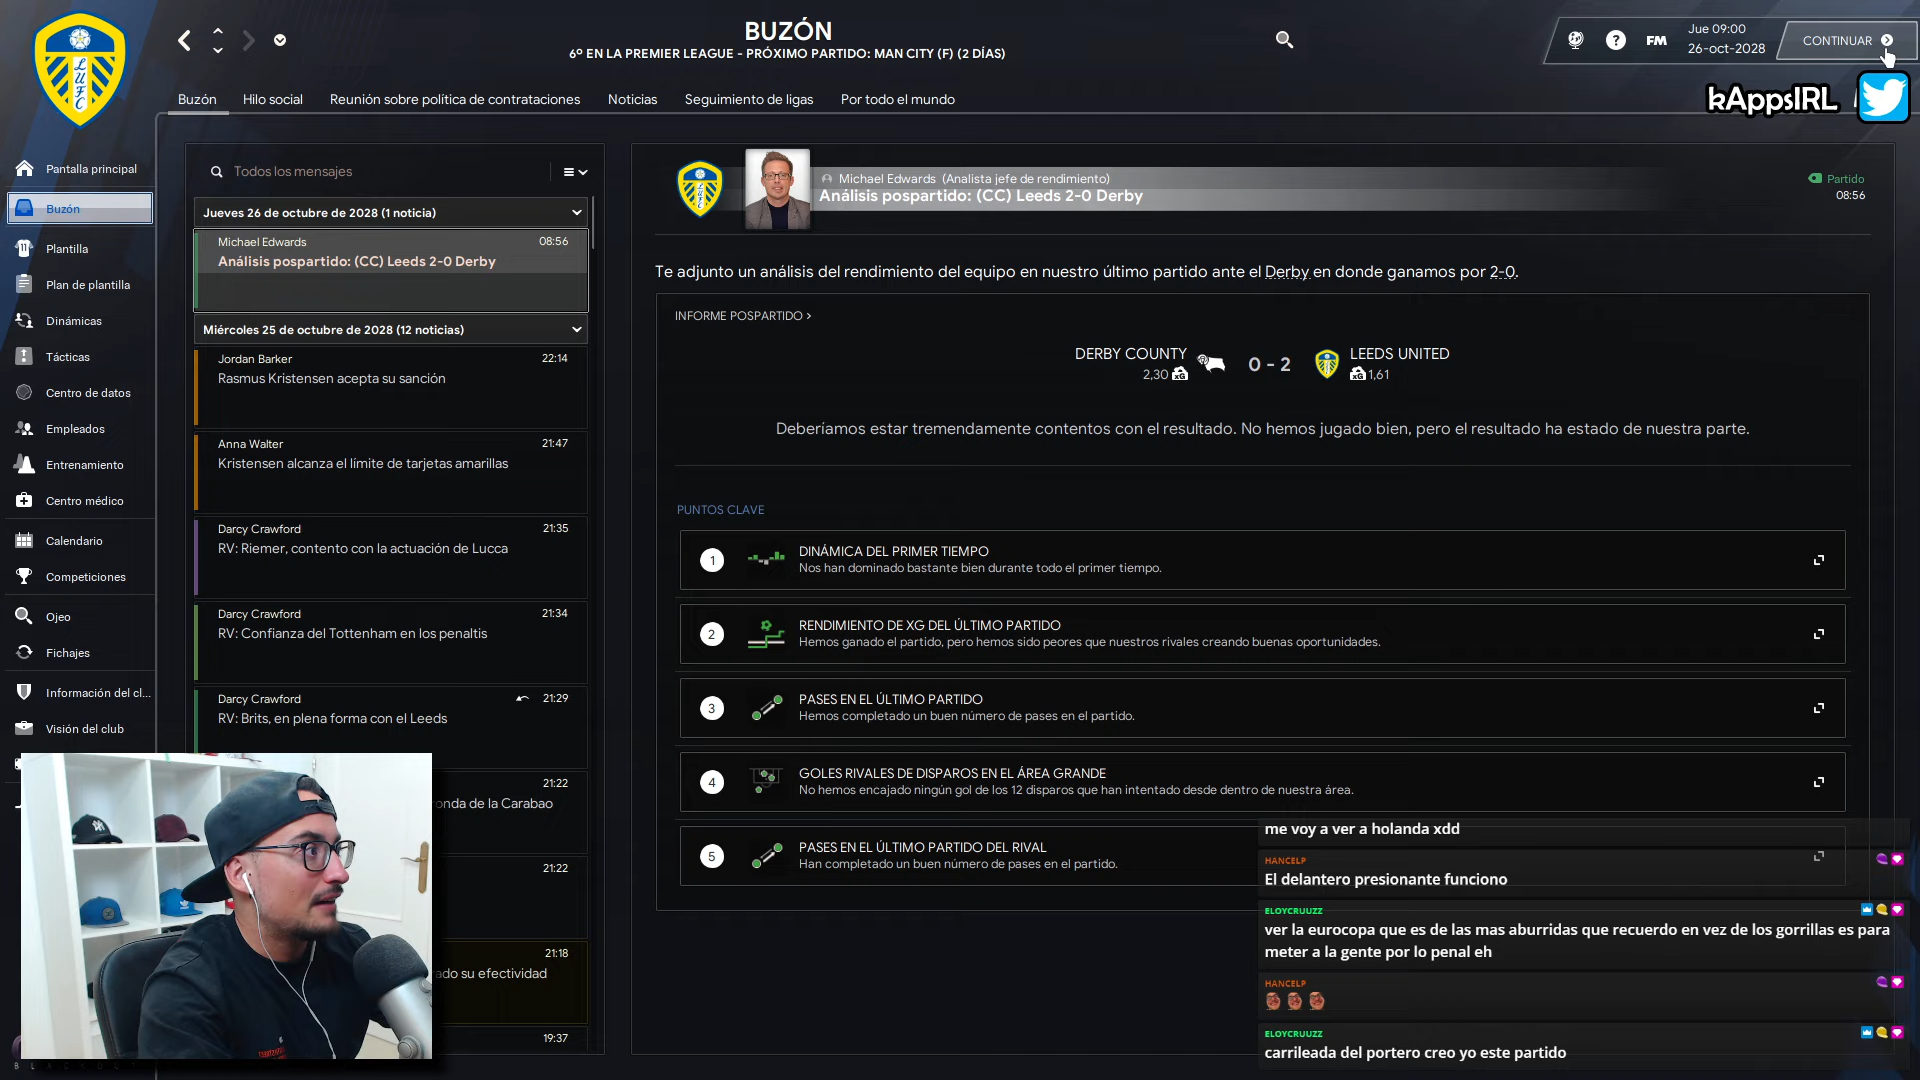 BUZÓN
6º EN LA PREMIER LEAGUE - PRÓXIMO PARTIDO: MAN CITY (F) (2 DÍAS)
FM
Jue 09:00
26-oct-2028
CONTINUAR
kAppsIRL
LUFC
Buzón
Hilo social
Reunión sobre política de contrataciones
Noticias
Seguimiento de ligas
Por todo el mundo
Pantalla principal
Buzón
Plantilla
Plan de plantilla
Dinámicas
Tácticas
Centro de datos
Empleados
Entrenamiento
Centro médico
Calendario
Competiciones
Ojeo
Fichajes
Información del cl...
Visión del club
Todos los mensajes
Jueves 26 de octubre de 2028 (1 noticia)
Michael Edwards 08:56
Análisis pospartido: (CC) Leeds 2-0 Derby
Miércoles 25 de octubre de 2028 (12 noticias)
Jordan Barker 22:14
Rasmus Kristensen acepta su sanción
Anna Walter 21:47
Kristensen alcanza el límite de tarjetas amarillas
Darcy Crawford 21:35
RV: Riemer, contento con la actuación de Lucca
Darcy Crawford 21:34
RV: Confianza del Tottenham en los penaltis
Darcy Crawford 21:29
RV: Brits, en plena forma con el Leeds
21:22
ronda de la Carabao
21:22
21:18
ado su efectividad
19:37
Michael Edwards (Analista jefe de rendimiento)
Análisis pospartido: (CC) Leeds 2-0 Derby
Partido
08:56
Te adjunto un análisis del rendimiento del equipo en nuestro último partido ante el Derby en donde ganamos por 2-0.
INFORME POSPARTIDO >
DERBY COUNTY
2,30 xG
0 - 2
LEEDS UNITED
xG 1,61
Deberíamos estar tremendamente contentos con el resultado. No hemos jugado bien, pero el resultado ha estado de nuestra parte.
PUNTOS CLAVE
1
DINÁMICA DEL PRIMER TIEMPO
Nos han dominado bastante bien durante todo el primer tiempo.
2
RENDIMIENTO DE XG DEL ÚLTIMO PARTIDO
Hemos ganado el partido, pero hemos sido peores que nuestros rivales creando buenas oportunidades.
3
PASES EN EL ÚLTIMO PARTIDO
Hemos completado un buen número de pases en el partido.
4
GOLES RIVALES DE DISPAROS EN EL ÁREA GRANDE
No hemos encajado ningún gol de los 12 disparos que han intentado desde dentro de nuestra área.
5
PASES EN EL ÚLTIMO PARTIDO DEL RIVAL
Han completado un buen número de pases en el partido.
me voy a ver a holanda xdd
HANCELP
El delantero presionante funciono
ELOYCRUUZZ
ver la eurocopa que es de las mas aburridas que recuerdo en vez de los gorrillas es para
meter a la gente por lo penal eh
HANCELP
ELOYCRUUZZ
carrileada del portero creo yo este partido